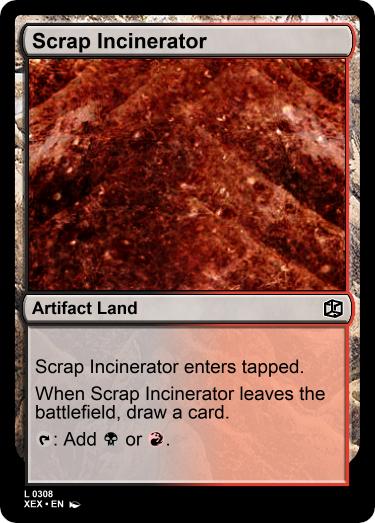 Scrap Incinerator
Artifact Land
Scrap Incinerator enters tapped.
When Scrap Incinerator leaves the
battlefield, draw a card.
: Add or .
L 0308
XEX • EN